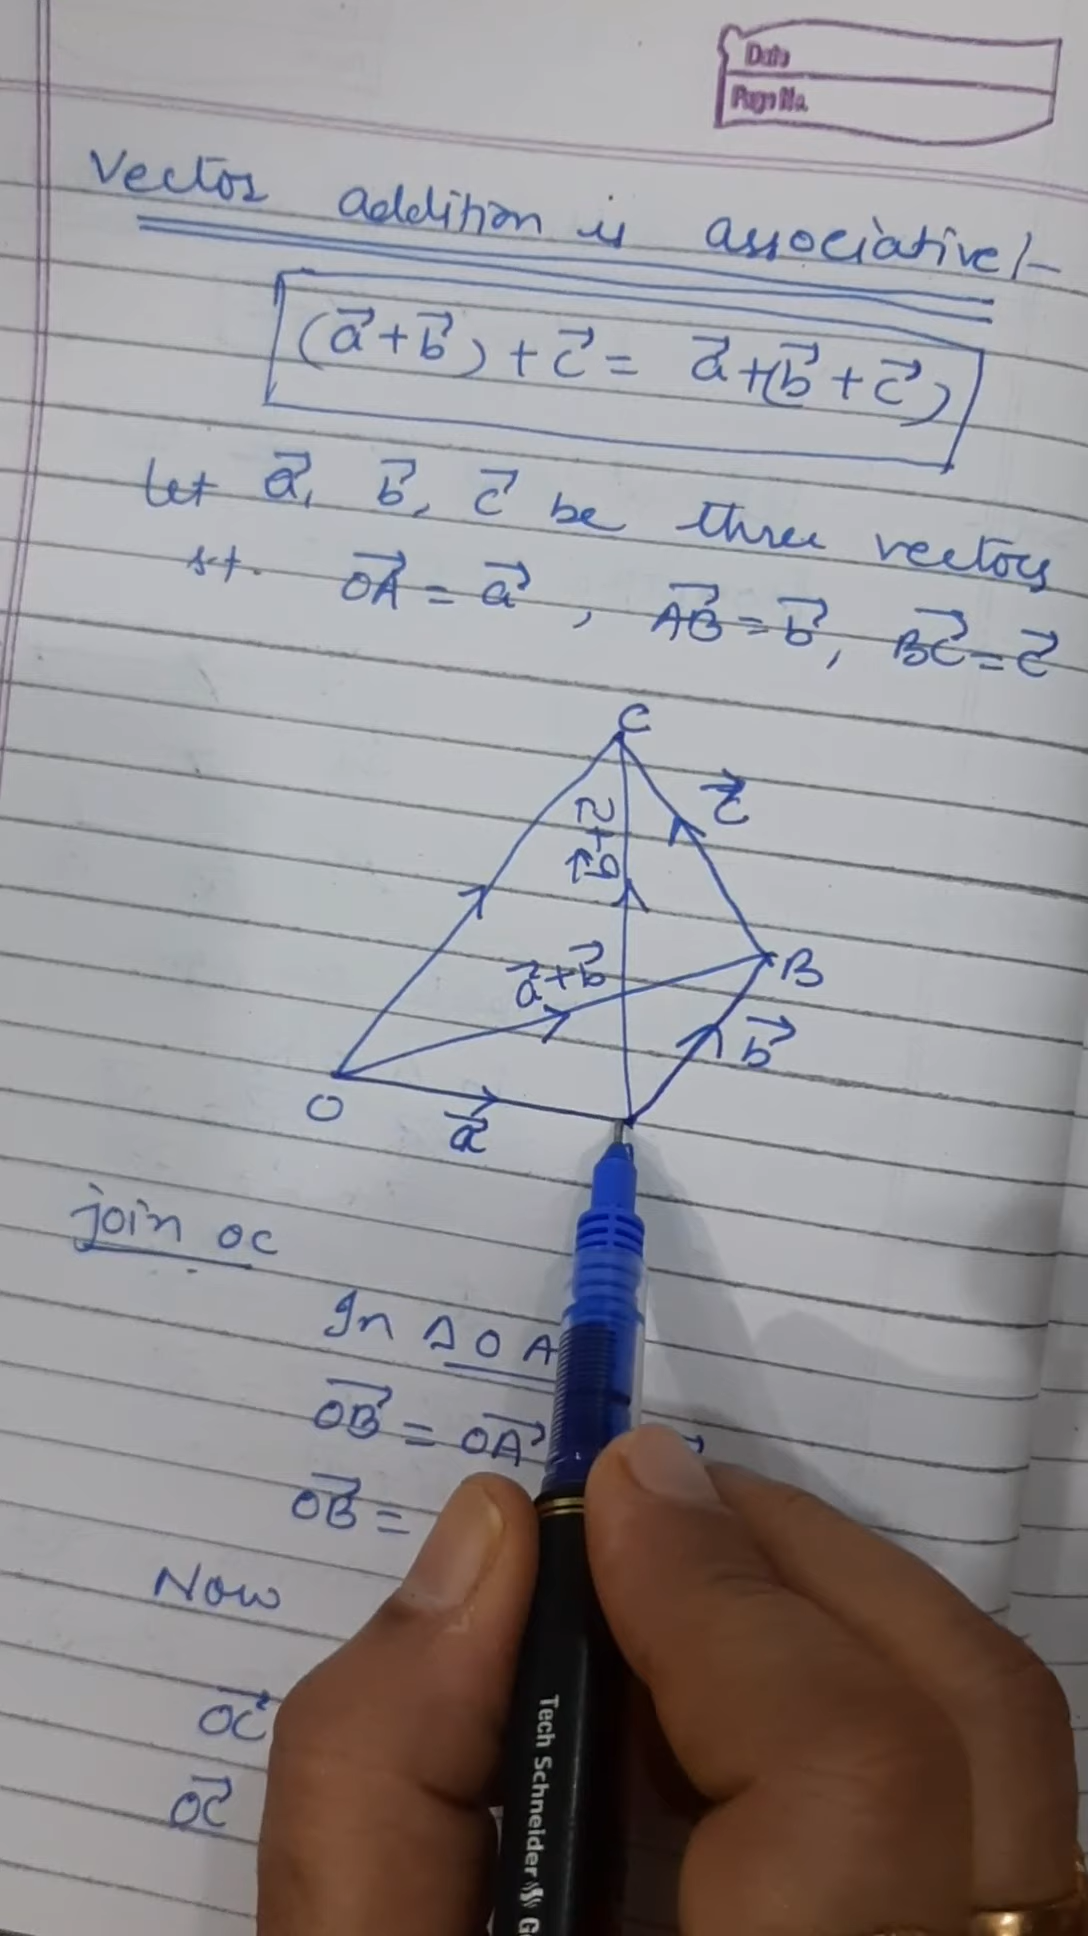 Date
Page No.
Vector addition is associative/-
(a⃗+b⃗)+c⃗ = a⃗+(b⃗+c⃗)
let a⃗, b⃗, c⃗ be three vectors
s.t. OA⃗ = a⃗, AB⃗ = b⃗, BC⃗ = c⃗
C
c⃗
b⃗+c⃗
a⃗+b⃗
B
b⃗
O
a⃗
join OC
In Δ O A
OB⃗ = OA⃗
OB⃗ =
Now
OC⃗
OC⃗
Tech Schneider G